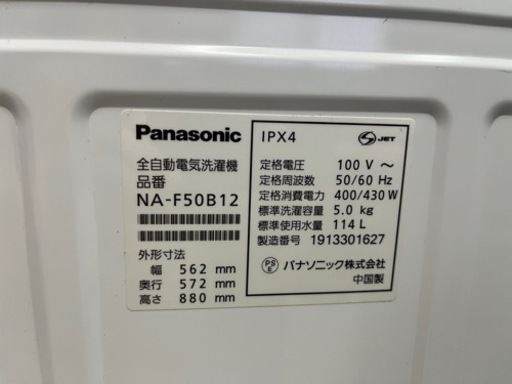 Panasonic
全自動電気洗濯機
品番
NA-F50B12
外形寸法
幅 562 mm
奥行 572 mm
高さ 880 mm
IPX4
S JET
定格電圧 100 V ～
定格周波数 50/60 Hz
定格消費電力 400/430 W
標準洗濯容量 5.0 kg
標準使用水量 114 L
製造番号 1913301627
PS E パナソニック株式会社
中国製